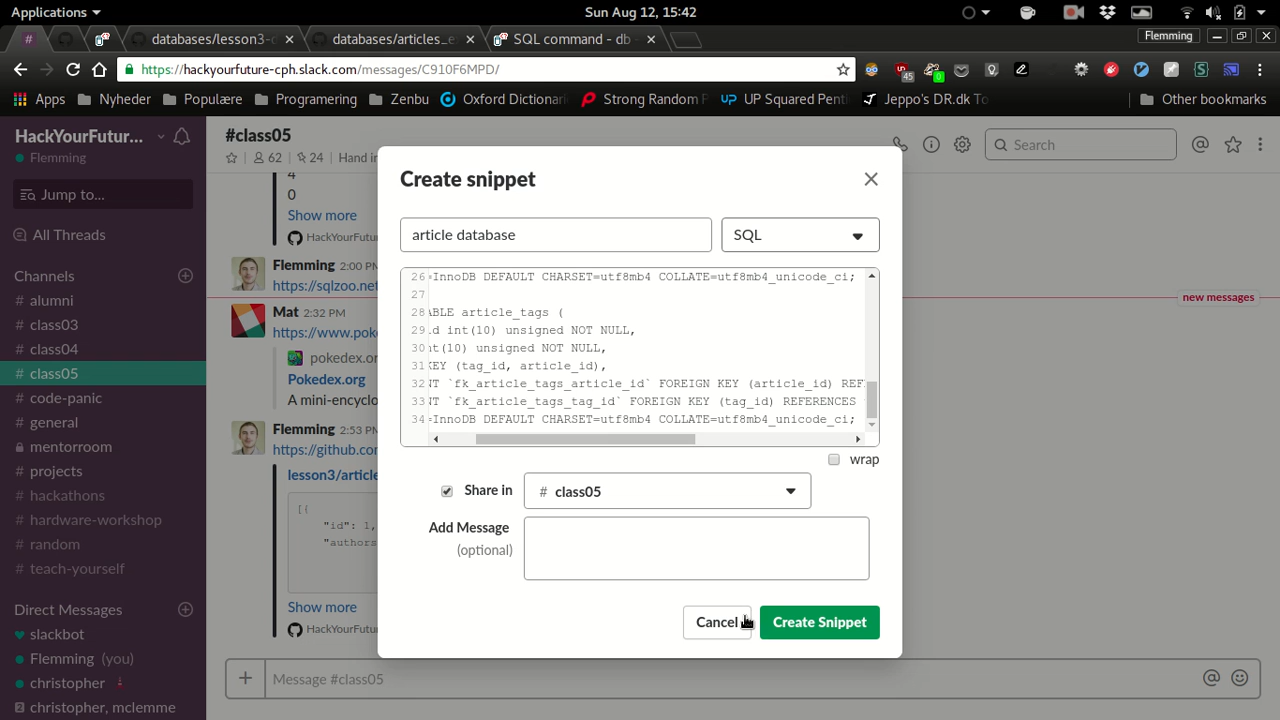 Applications
Sun Aug 12, 15:42
#
databases/lesson3-
databases/articles_e
SQL command - db
Flemming
https://hackyourfuture-cph.slack.com/messages/C910F6MPD/
45
0
Apps
Nyheder
Populære
Programering
Zenbu
Oxford Dictionari
Strong Random P
UP Squared Penti
Jeppo's DR.dk To
Other bookmarks
HackYourFutur...
Flemming
Jump to...
All Threads
Channels
# alumni
# class03
# class04
# class05
# code-panic
# general
mentorroom
# projects
# hackathons
# hardware-workshop
# random
# teach-yourself
Direct Messages
slackbot
Flemming (you)
christopher
2 christopher, mclemme
#class05
62
24
Hand in
Search
4
0
Show more
HackYourFutur
Flemming 2:00 P
https://sqlzoo.net
new messages
Mat 2:32 PM
https://www.poke
pokedex.or
Pokedex.org
A mini-encyclo
Flemming 2:53 P
https://github.co
lesson3/article
[{
"id": 1,
"authors
Show more
HackYourFutur
Message #class05
Create snippet
article database
SQL
26 =InnoDB DEFAULT CHARSET=utf8mb4 COLLATE=utf8mb4_unicode_ci;
27
28 ABLE article_tags (
29 d int(10) unsigned NOT NULL,
30 nt(10) unsigned NOT NULL,
31 KEY (tag_id, article_id),
32 NT `fk_article_tags_article_id` FOREIGN KEY (article_id) REF
33 NT `fk_article_tags_tag_id` FOREIGN KEY (tag_id) REFERENCES
34 =InnoDB DEFAULT CHARSET=utf8mb4 COLLATE=utf8mb4_unicode_ci;
wrap
Share in
# class05
Add Message
(optional)
Cancel
Create Snippet